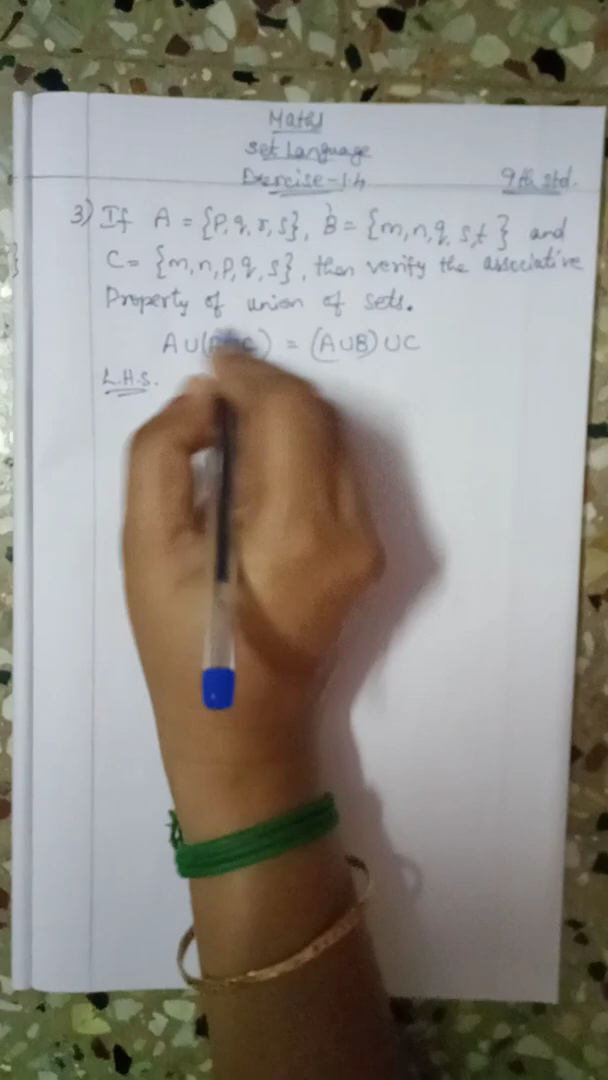 Maths
Set Language
Exercise-1.4
9th std.
3) If A = {p,q,r,s}, B = {m,n,q,s,t} and
C = {m,n,p,q,s}, then verify the associative
Property of union of sets.
A∪( C) = (A∪B)∪C
L.H.S.
}